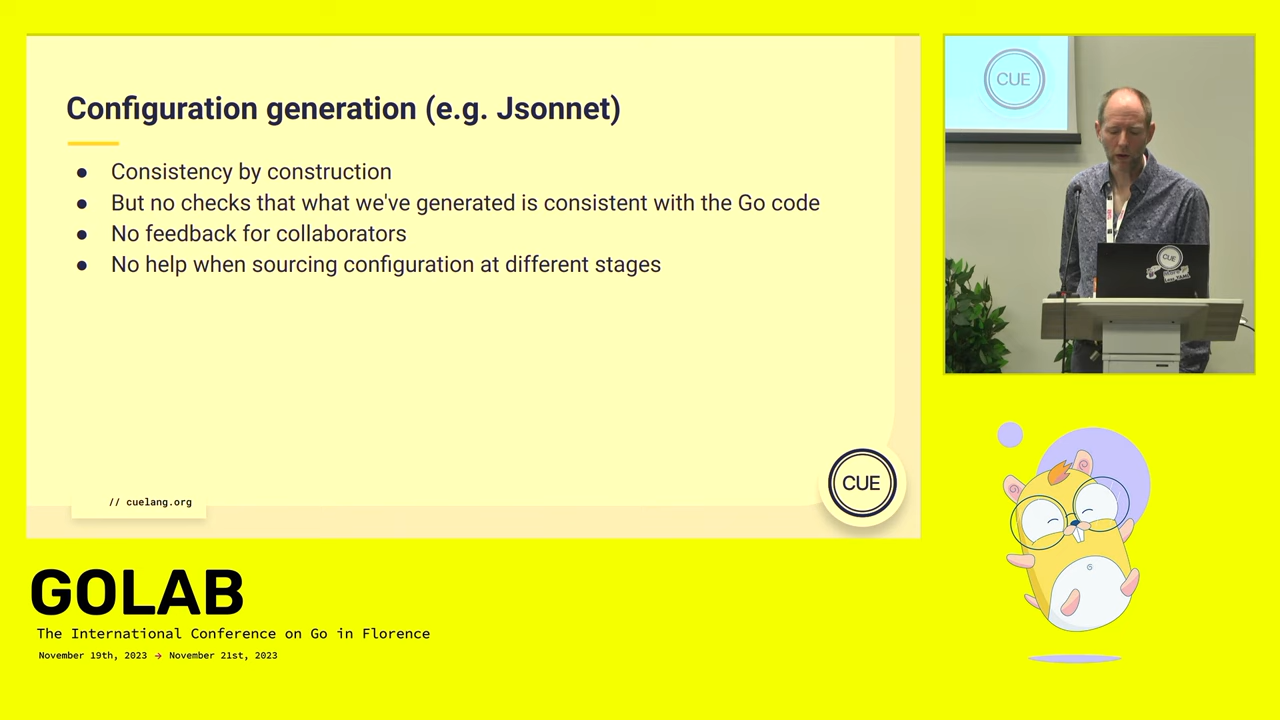 Configuration generation (e.g. Jsonnet)
● Consistency by construction
● But no checks that what we've generated is consistent with the Go code
● No feedback for collaborators
● No help when sourcing configuration at different stages
// cuelang.org
CUE
CUE
CUE
GOLAB
The International Conference on Go in Florence
November 19th, 2023 → November 21st, 2023